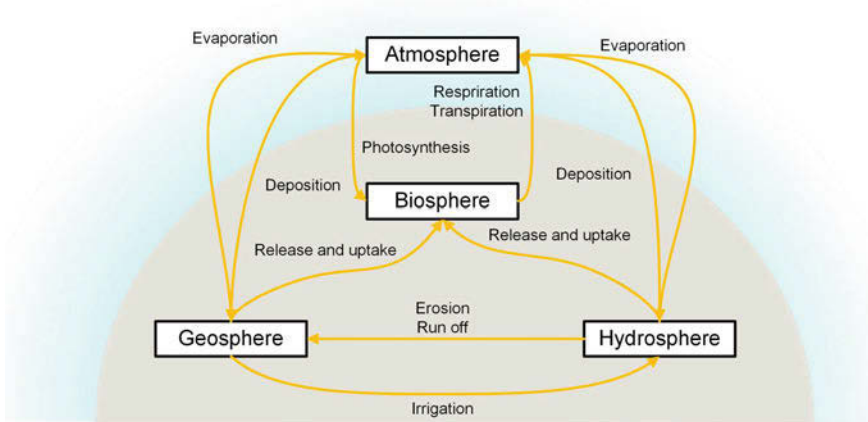 Evaporation
Atmosphere
Evaporation
Respriration
Transpiration
Photosynthesis
Deposition
Biosphere
Deposition
Release and uptake
Release and uptake
Erosion
Run off
Geosphere
Hydrosphere
Irrigation